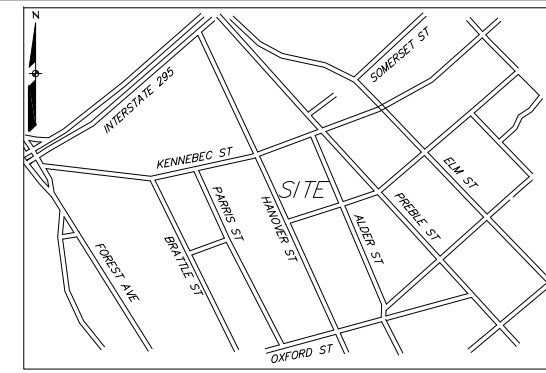 N
SOMERSET ST
INTERSTATE 295
KENNEBEC ST
ELM ST
SITE
PARRIS ST
HANOVER ST
PREBLE ST
ALDER ST
FOREST AVE
BRATTLE ST
OXFORD ST